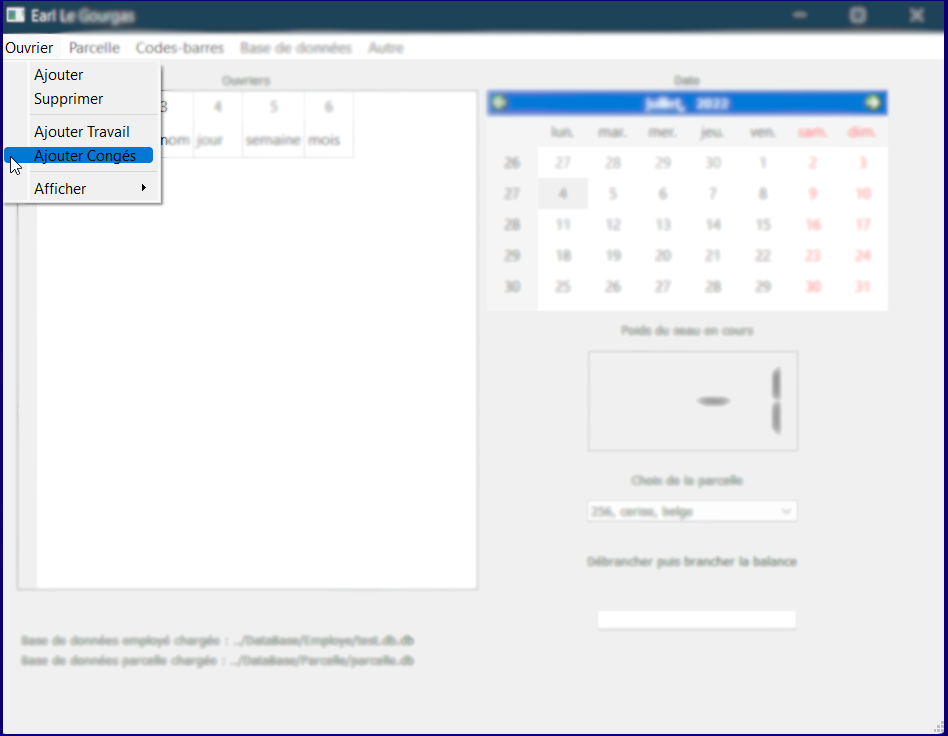 Earl Le Gourgas
Ouvrier Parcelle Codes-barres Base de données Autre
Ajouter
Supprimer
Ajouter Travail
Ajouter Congés
Afficher
Ouvriers
3 4 5 6
nom jour semaine mois
Date
juillet, 2022
lun. mar. mer. jeu. ven. sam. dim.
26 27 28 29 30 1 2 3
27 4 5 6 7 8 9 10
28 11 12 13 14 15 16 17
29 18 19 20 21 22 23 24
30 25 26 27 28 29 30 31
Poids du seau en cours
-1
Choix de la parcelle
256, cerise, belge
Débrancher puis brancher la balance
Base de données employé chargée : ../DataBase/Employe/test.db.db
Base de données parcelle chargée : ../DataBase/Parcelle/parcelle.db